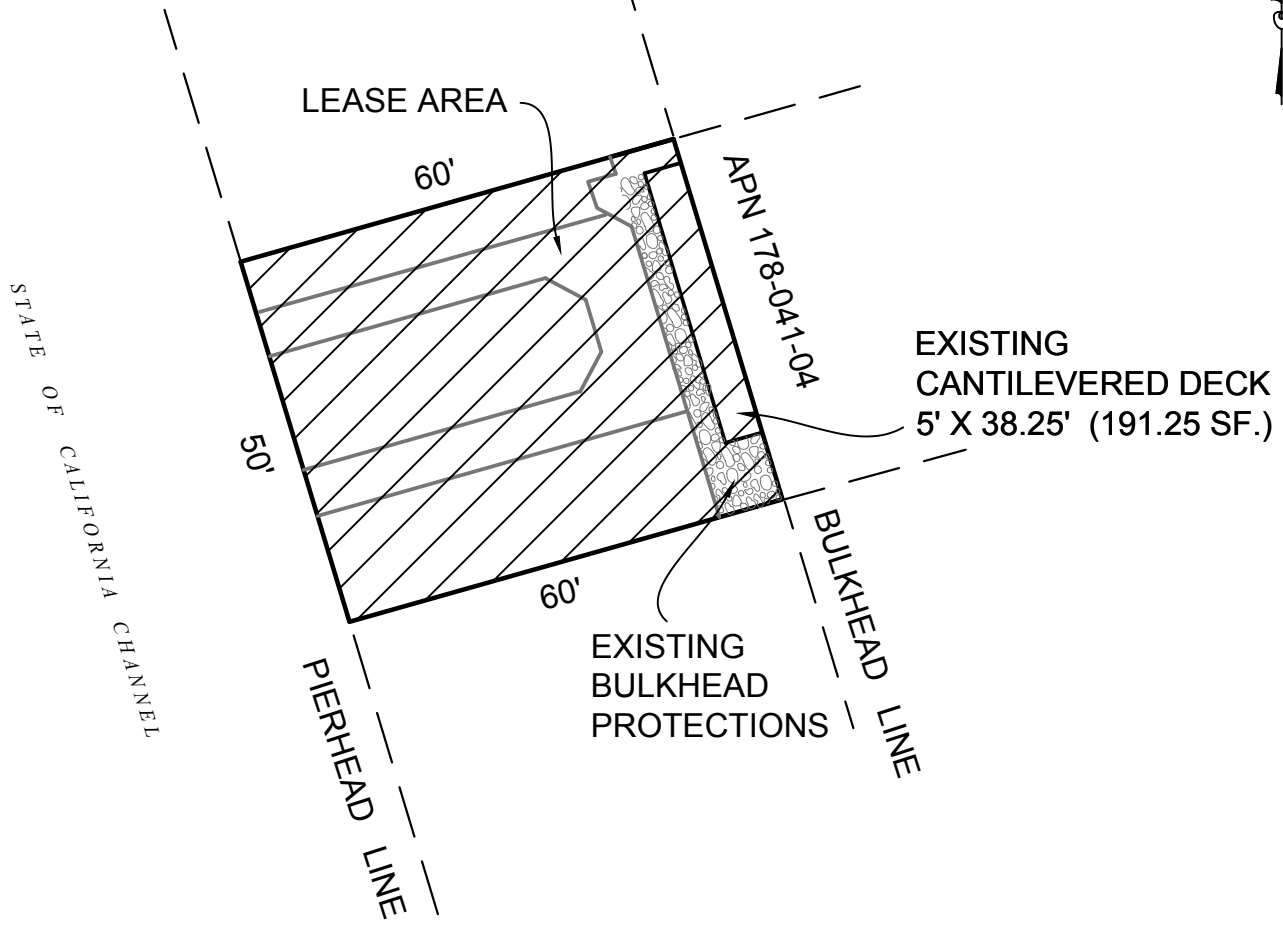 LEASE AREA
60'
APN 178-041-04
STATE OF CALIFORNIA CHANNEL
EXISTING
CANTILEVERED DECK
5' X 38.25' (191.25 SF.)
50'
60'
BULKHEAD LINE
EXISTING
BULKHEAD
PROTECTIONS
PIERHEAD LINE